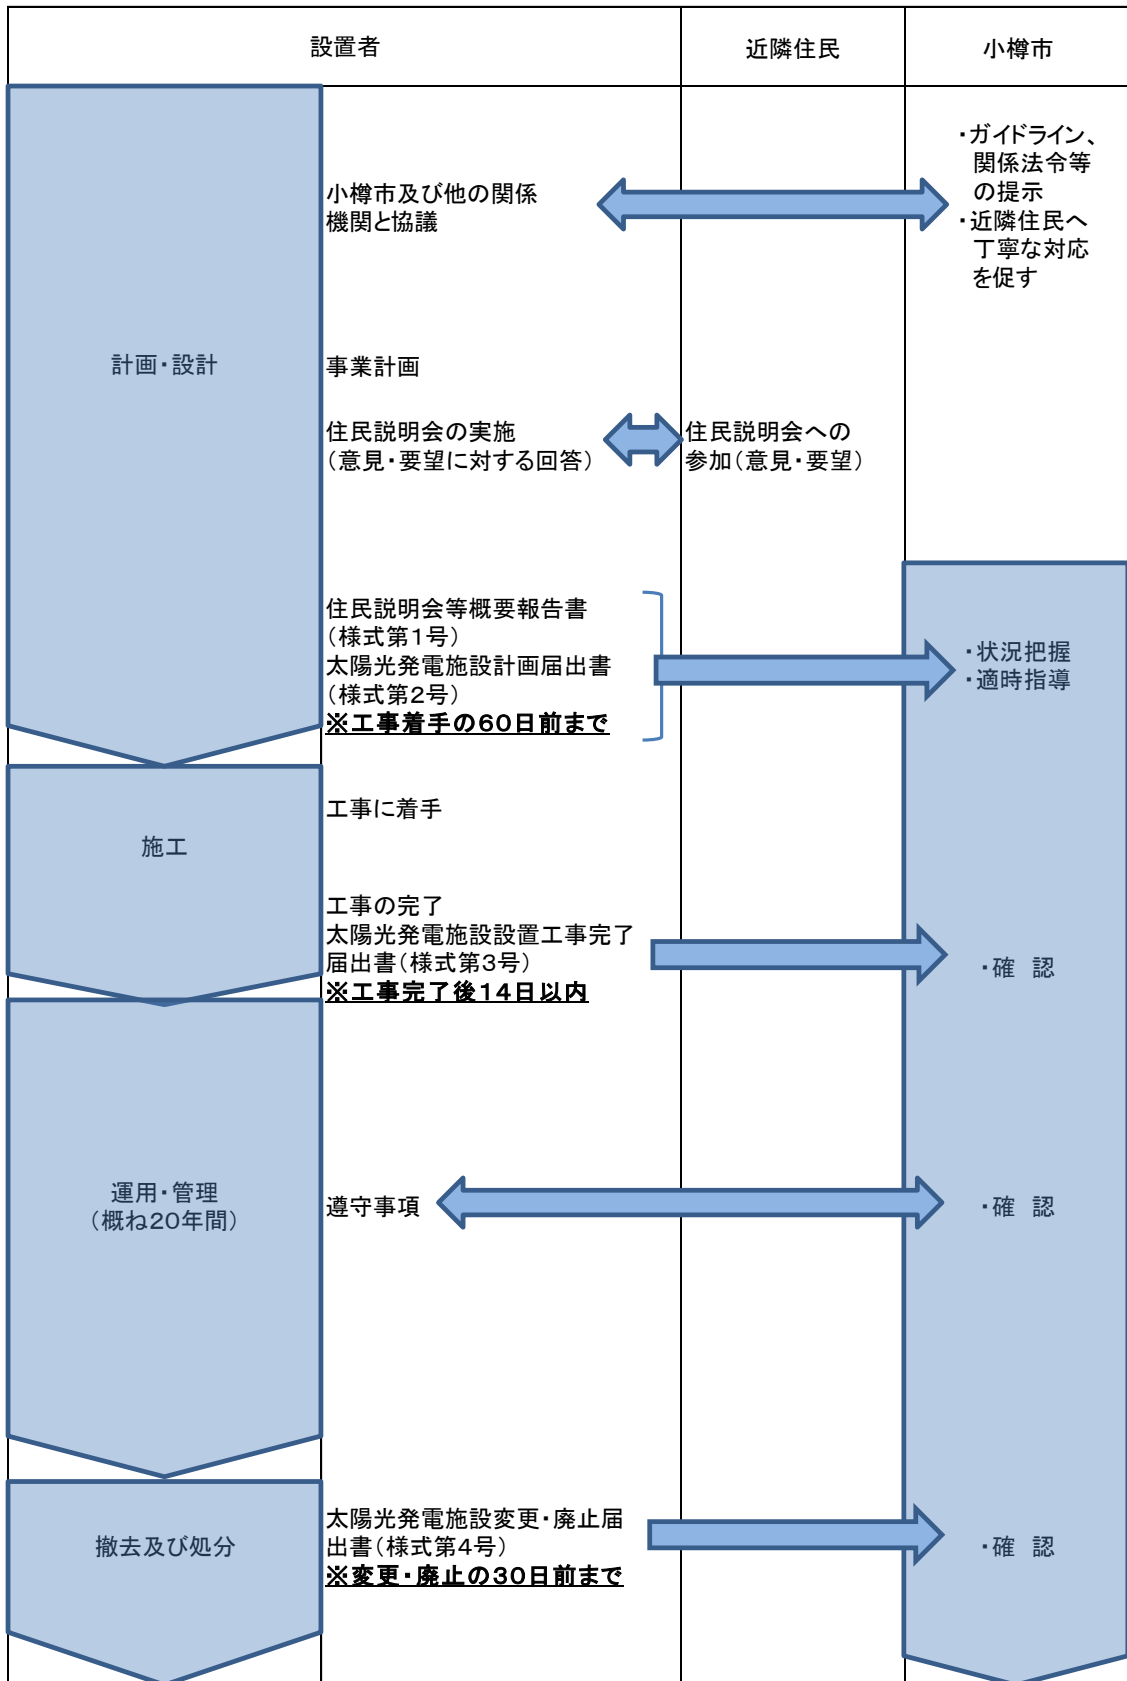 設置者
近隣住民
小樽市
計画・設計
小樽市及び他の関係
機関と協議
・ガイドライン、
関係法令等
の提示
・近隣住民へ
丁寧な対応
を促す
事業計画
住民説明会の実施
(意見・要望に対する回答)
住民説明会への
参加(意見・要望)
住民説明会等概要報告書
(様式第1号)
太陽光発電施設計画届出書
(様式第2号)
※工事着手の60日前まで
・状況把握
・適時指導
施工
工事に着手
工事の完了
太陽光発電施設設置工事完了
届出書(様式第3号)
※工事完了後14日以内
・確 認
運用・管理
(概ね20年間)
遵守事項
・確 認
撤去及び処分
太陽光発電施設変更・廃止届
出書(様式第4号)
※変更・廃止の30日前まで
・確 認